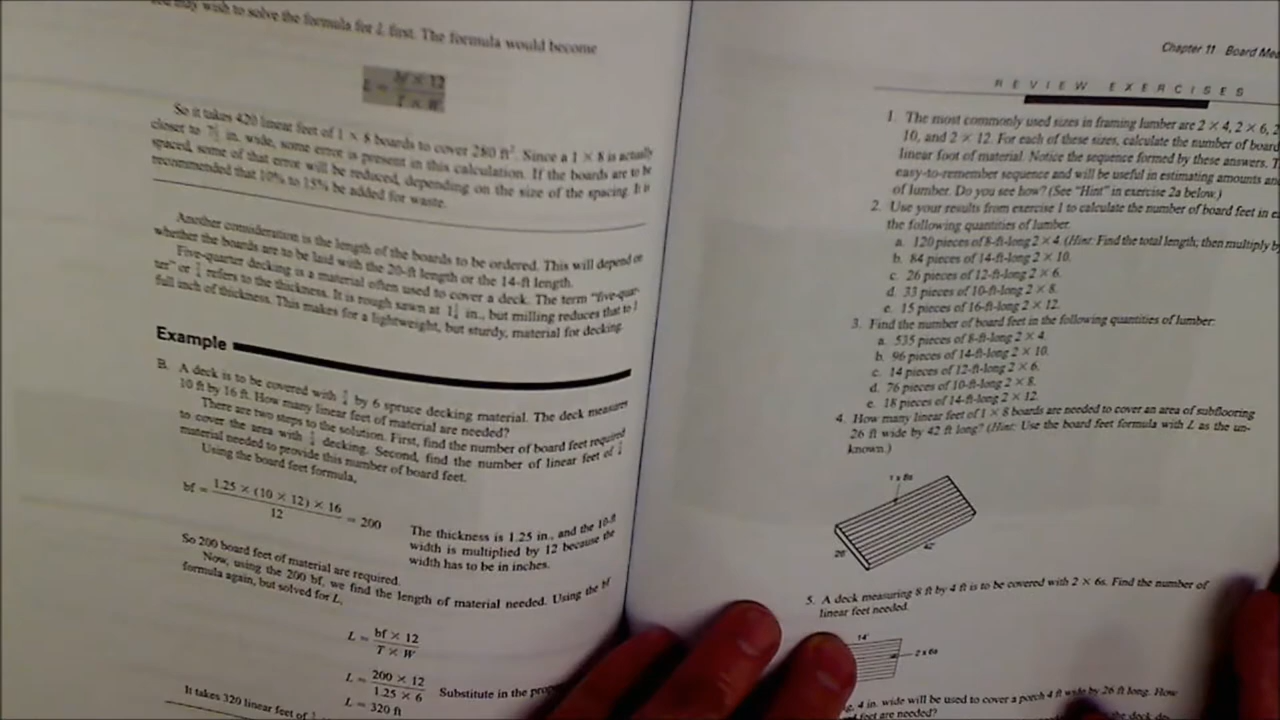 may wish to solve the formula for L first. The formula would become
L = bf × 12
T × W
So it takes 420 linear feet of 1 × 8 boards to cover 280 ft². Since a 1 × 8 is actually
closer to 7 in. wide, some error is present in this calculation. If the boards are to be
spaced, some of that error will be reduced, depending on the size of the spacing. It is
recommended that 10% to 15% be added for waste.
Another consideration is the length of the boards to be ordered. This will depend on
whether the boards are to be laid with the 20-ft length or the 14-ft length.
Five-quarter decking is a material often used to cover a deck. The term "five-quar-
ter" or refers to the thickness. It is rough sawn at 1 in., but milling reduces that to 1
full inch of thickness. This makes for a lightweight, but sturdy, material for decking.
Example
B. A deck is to be covered with by 6 spruce decking material. The deck measures
10 ft by 16 ft. How many linear feet of material are needed?
There are two steps to the solution. First, find the number of board feet required
to cover the area with decking. Second, find the number of linear feet of
material needed to provide this number of board feet.
Using the board feet formula,
bf = 1.25 × (10 × 12) × 16
12
= 200
The thickness is 1.25 in., and the 10-ft
width is multiplied by 12 because the
width has to be in inches.
So 200 board feet of material are required.
Now, using the 200 bf, we find the length of material needed. Using the bf
formula again, but solved for L,
L = bf × 12
T × W
L = 200 × 12
1.25 × 6
Substitute in the
L = 320 ft
It takes 320 linear feet of
Chapter 11 Board
REVIEW EXERCISES
1. The most commonly used sizes in framing lumber are 2 × 4, 2 × 6, 2
10, and 2 × 12. For each of these sizes, calculate the number of board
linear foot of material. Notice the sequence formed by these answers.
easy-to-remember sequence and will be useful in estimating amounts
of lumber. Do you see how? (See "Hint" in exercise 2a below.)
2. Use your results from exercise 1 to calculate the number of board feet in
the following quantities of lumber.
a. 120 pieces of 8-ft-long 2 × 4. (Hint: Find the total length; then multiply
b. 84 pieces of 14-ft-long 2 × 10.
c. 26 pieces of 12-ft-long 2 × 6.
d. 33 pieces of 10-ft-long 2 × 8.
e. 15 pieces of 16-ft-long 2 × 12.
3. Find the number of board feet in the following quantities of lumber:
a. 535 pieces of 8-ft-long 2 × 4.
b. 96 pieces of 14-ft-long 2 × 10.
c. 14 pieces of 12-ft-long 2 × 6.
d. 76 pieces of 10-ft-long 2 × 8.
e. 18 pieces of 14-ft-long 2 × 12.
4. How many linear feet of 1 × 8 boards are needed to cover an area of subflooring
26 ft wide by 42 ft long? (Hint: Use the board feet formula with L as the un-
known.)
1 x 8s
26'
42'
5. A deck measuring 8 ft by 4 ft is to be covered with 2 × 6s. Find the number of
linear feet needed.
14'
2 x 6s
4 in. wide will be used to cover a porch 4 ft wide by 26 ft long. How
feet are needed?